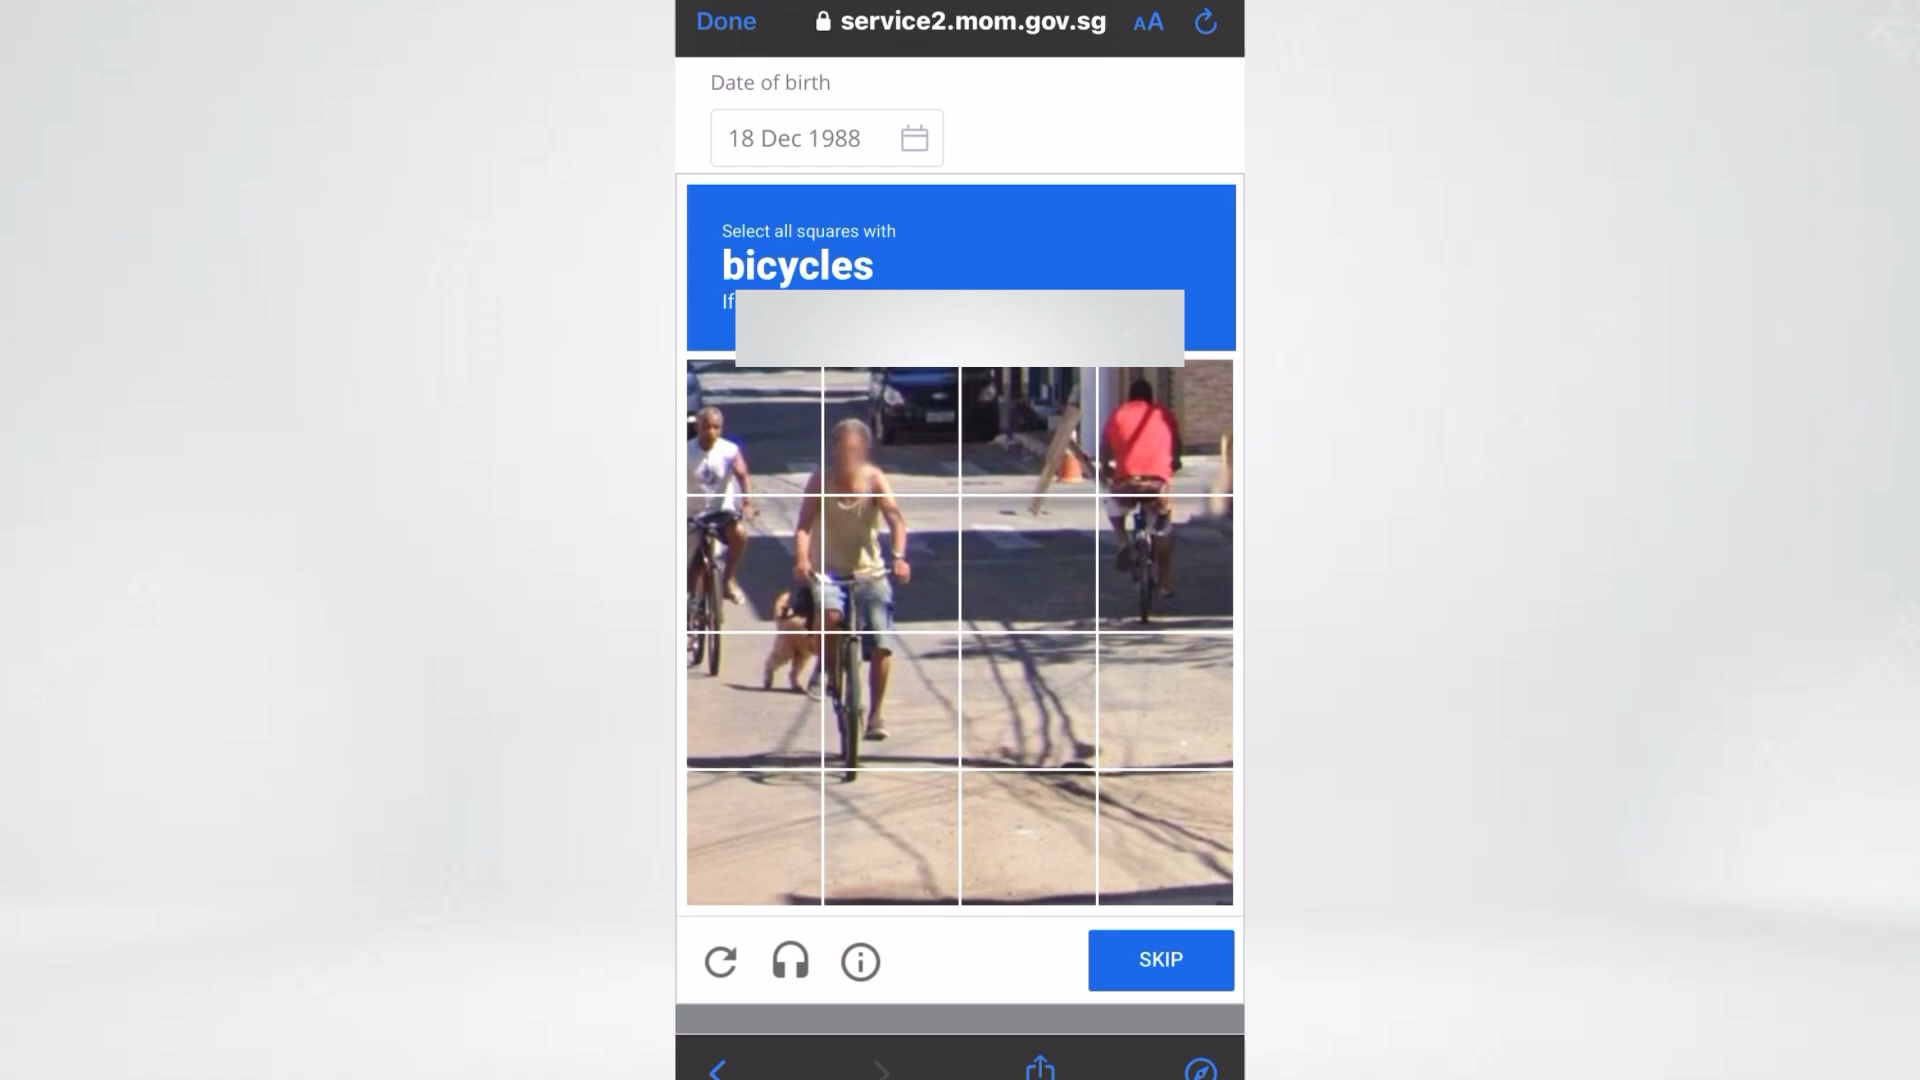 Done service2.mom.gov.sg AA
Date of birth
18 Dec 1988
Select all squares with
bicycles
If
SKIP